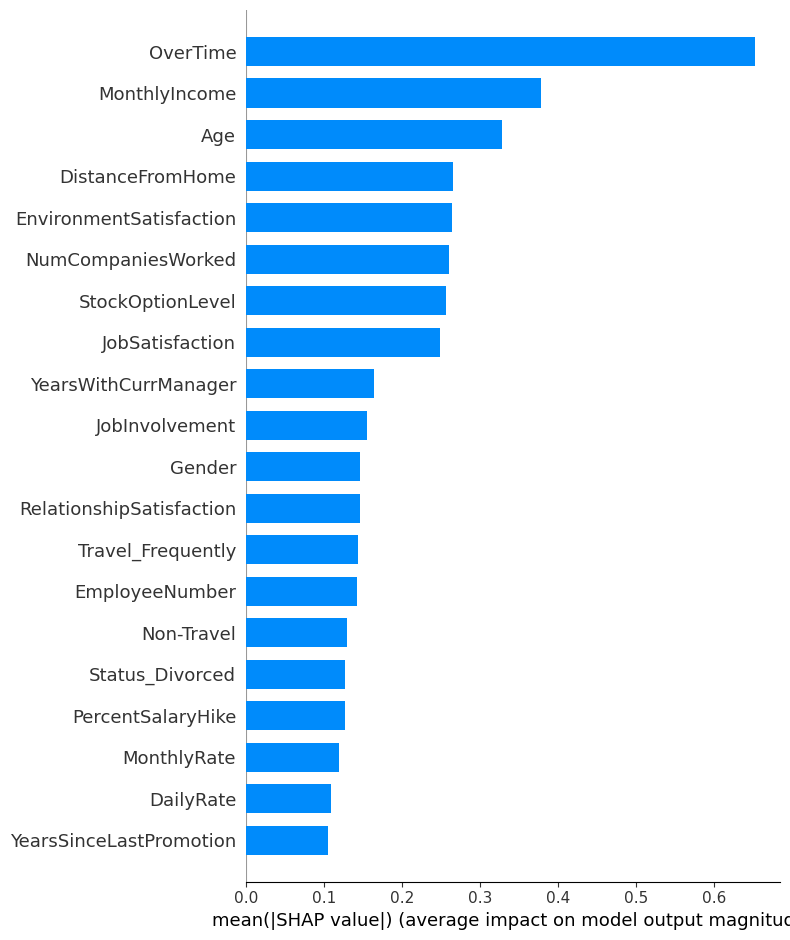 OverTime
MonthlyIncome
Age
DistanceFromHome
EnvironmentSatisfaction
NumCompaniesWorked
StockOptionLevel
JobSatisfaction
YearsWithCurrManager
JobInvolvement
Gender
RelationshipSatisfaction
Travel_Frequently
EmployeeNumber
Non-Travel
Status_Divorced
PercentSalaryHike
MonthlyRate
DailyRate
YearsSinceLastPromotion
0.0 0.1 0.2 0.3 0.4 0.5 0.6
mean(|SHAP value|) (average impact on model output magnitud